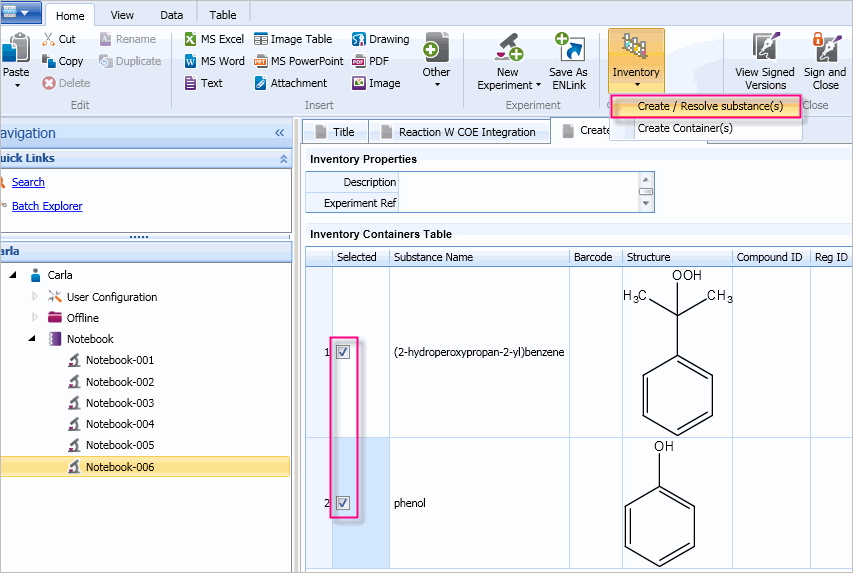 Home View Data Table
Cut Rename MS Excel Image Table Drawing
Paste Copy Duplicate MS Word MS PowerPoint PDF Other New Experiment Save As ENLink Inventory View Signed Versions Sign and Close
Delete Text Attachment Image
Edit Insert Experiment Close
Create / Resolve substance(s)
Create Container(s)
avigation
uick Links
Search
Batch Explorer
arla
Carla
User Configuration
Offline
Notebook
Notebook-001
Notebook-002
Notebook-003
Notebook-004
Notebook-005
Notebook-006
Title Reaction W COE Integration Create
Inventory Properties
Description
Experiment Ref
Inventory Containers Table
Selected Substance Name Barcode Structure Compound ID Reg ID
OOH
H3C CH3
1 (2-hydroperoxypropan-2-yl)benzene
OH
2 phenol